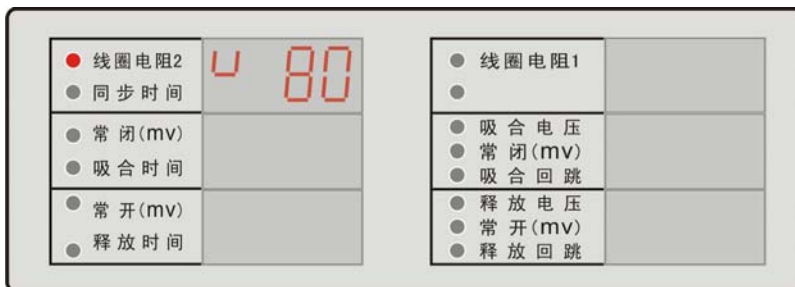 线圈电阻2
同步时间
u 80
常闭(mv)
吸合时间
常开(mv)
释放时间
线圈电阻1
吸合电压
常闭(mv)
吸合回跳
释放电压
常开(mv)
释放回跳